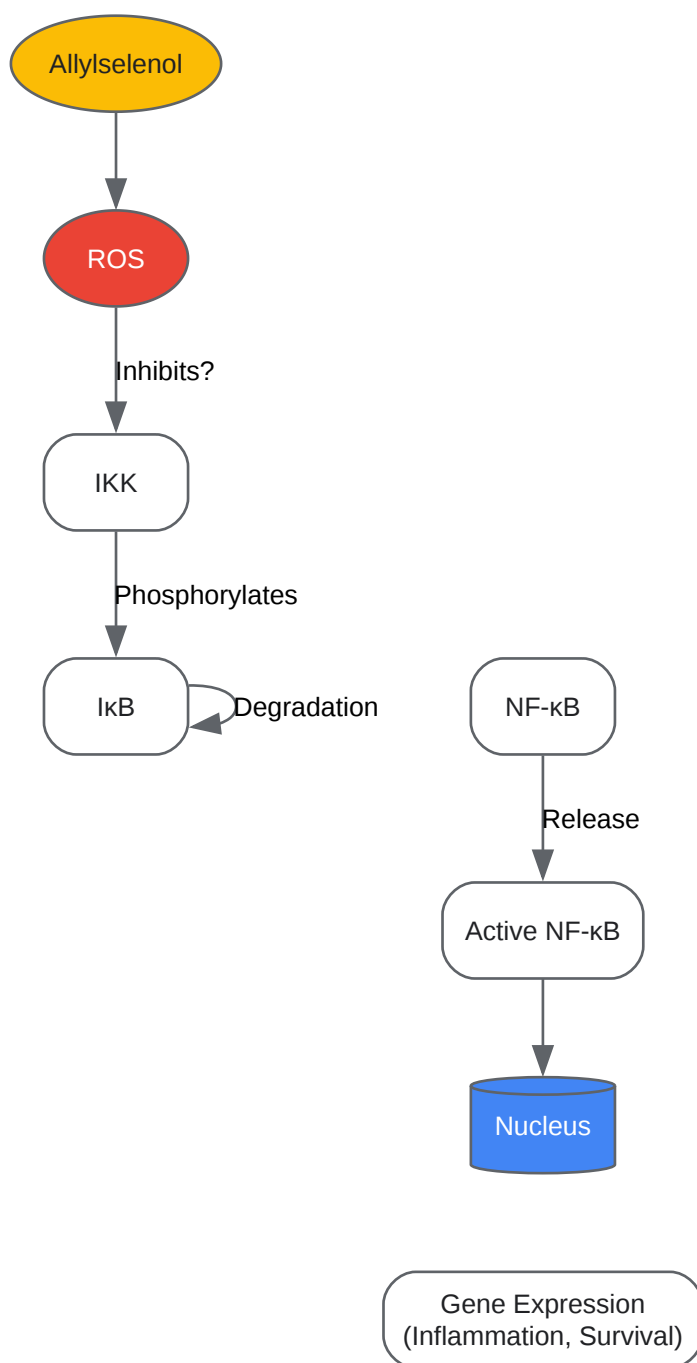 Allylselenol
ROS
Inhibits?
IKK
Phosphorylates
IκB
Degradation
NF-κB
Release
Active NF-κB
Nucleus
Gene Expression
(Inflammation, Survival)